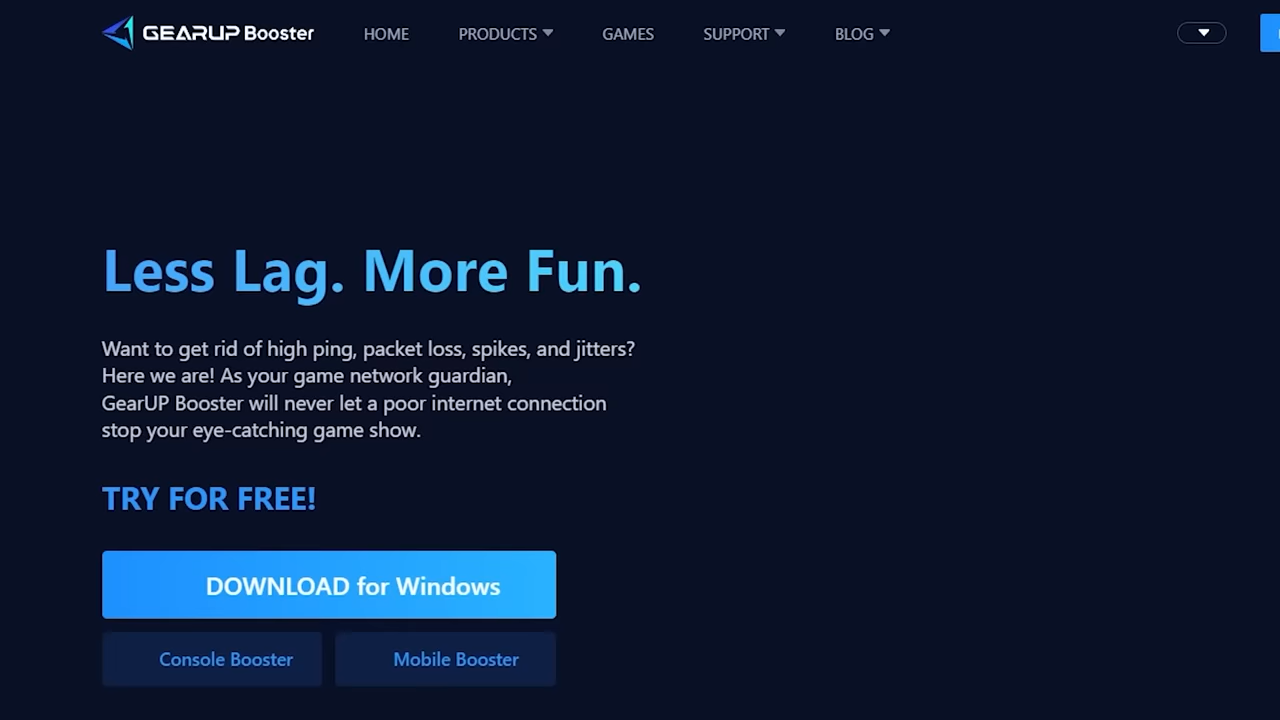 GEARUP Booster
HOME
PRODUCTS
GAMES
SUPPORT
BLOG
Less Lag. More Fun.
Want to get rid of high ping, packet loss, spikes, and jitters?
Here we are! As your game network guardian,
GearUP Booster will never let a poor internet connection
stop your eye-catching game show.
TRY FOR FREE!
DOWNLOAD for Windows
Console Booster
Mobile Booster